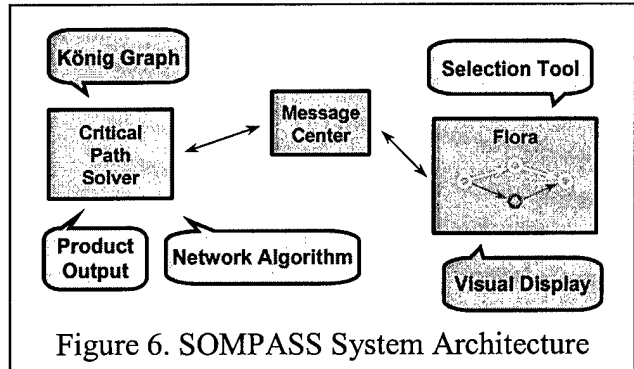 König Graph
Selection Tool
Message
Center
Critical
Path
Solver
Flora
Product
Output
Network Algorithm
Visual Display
Figure 6. SOMPASS System Architecture